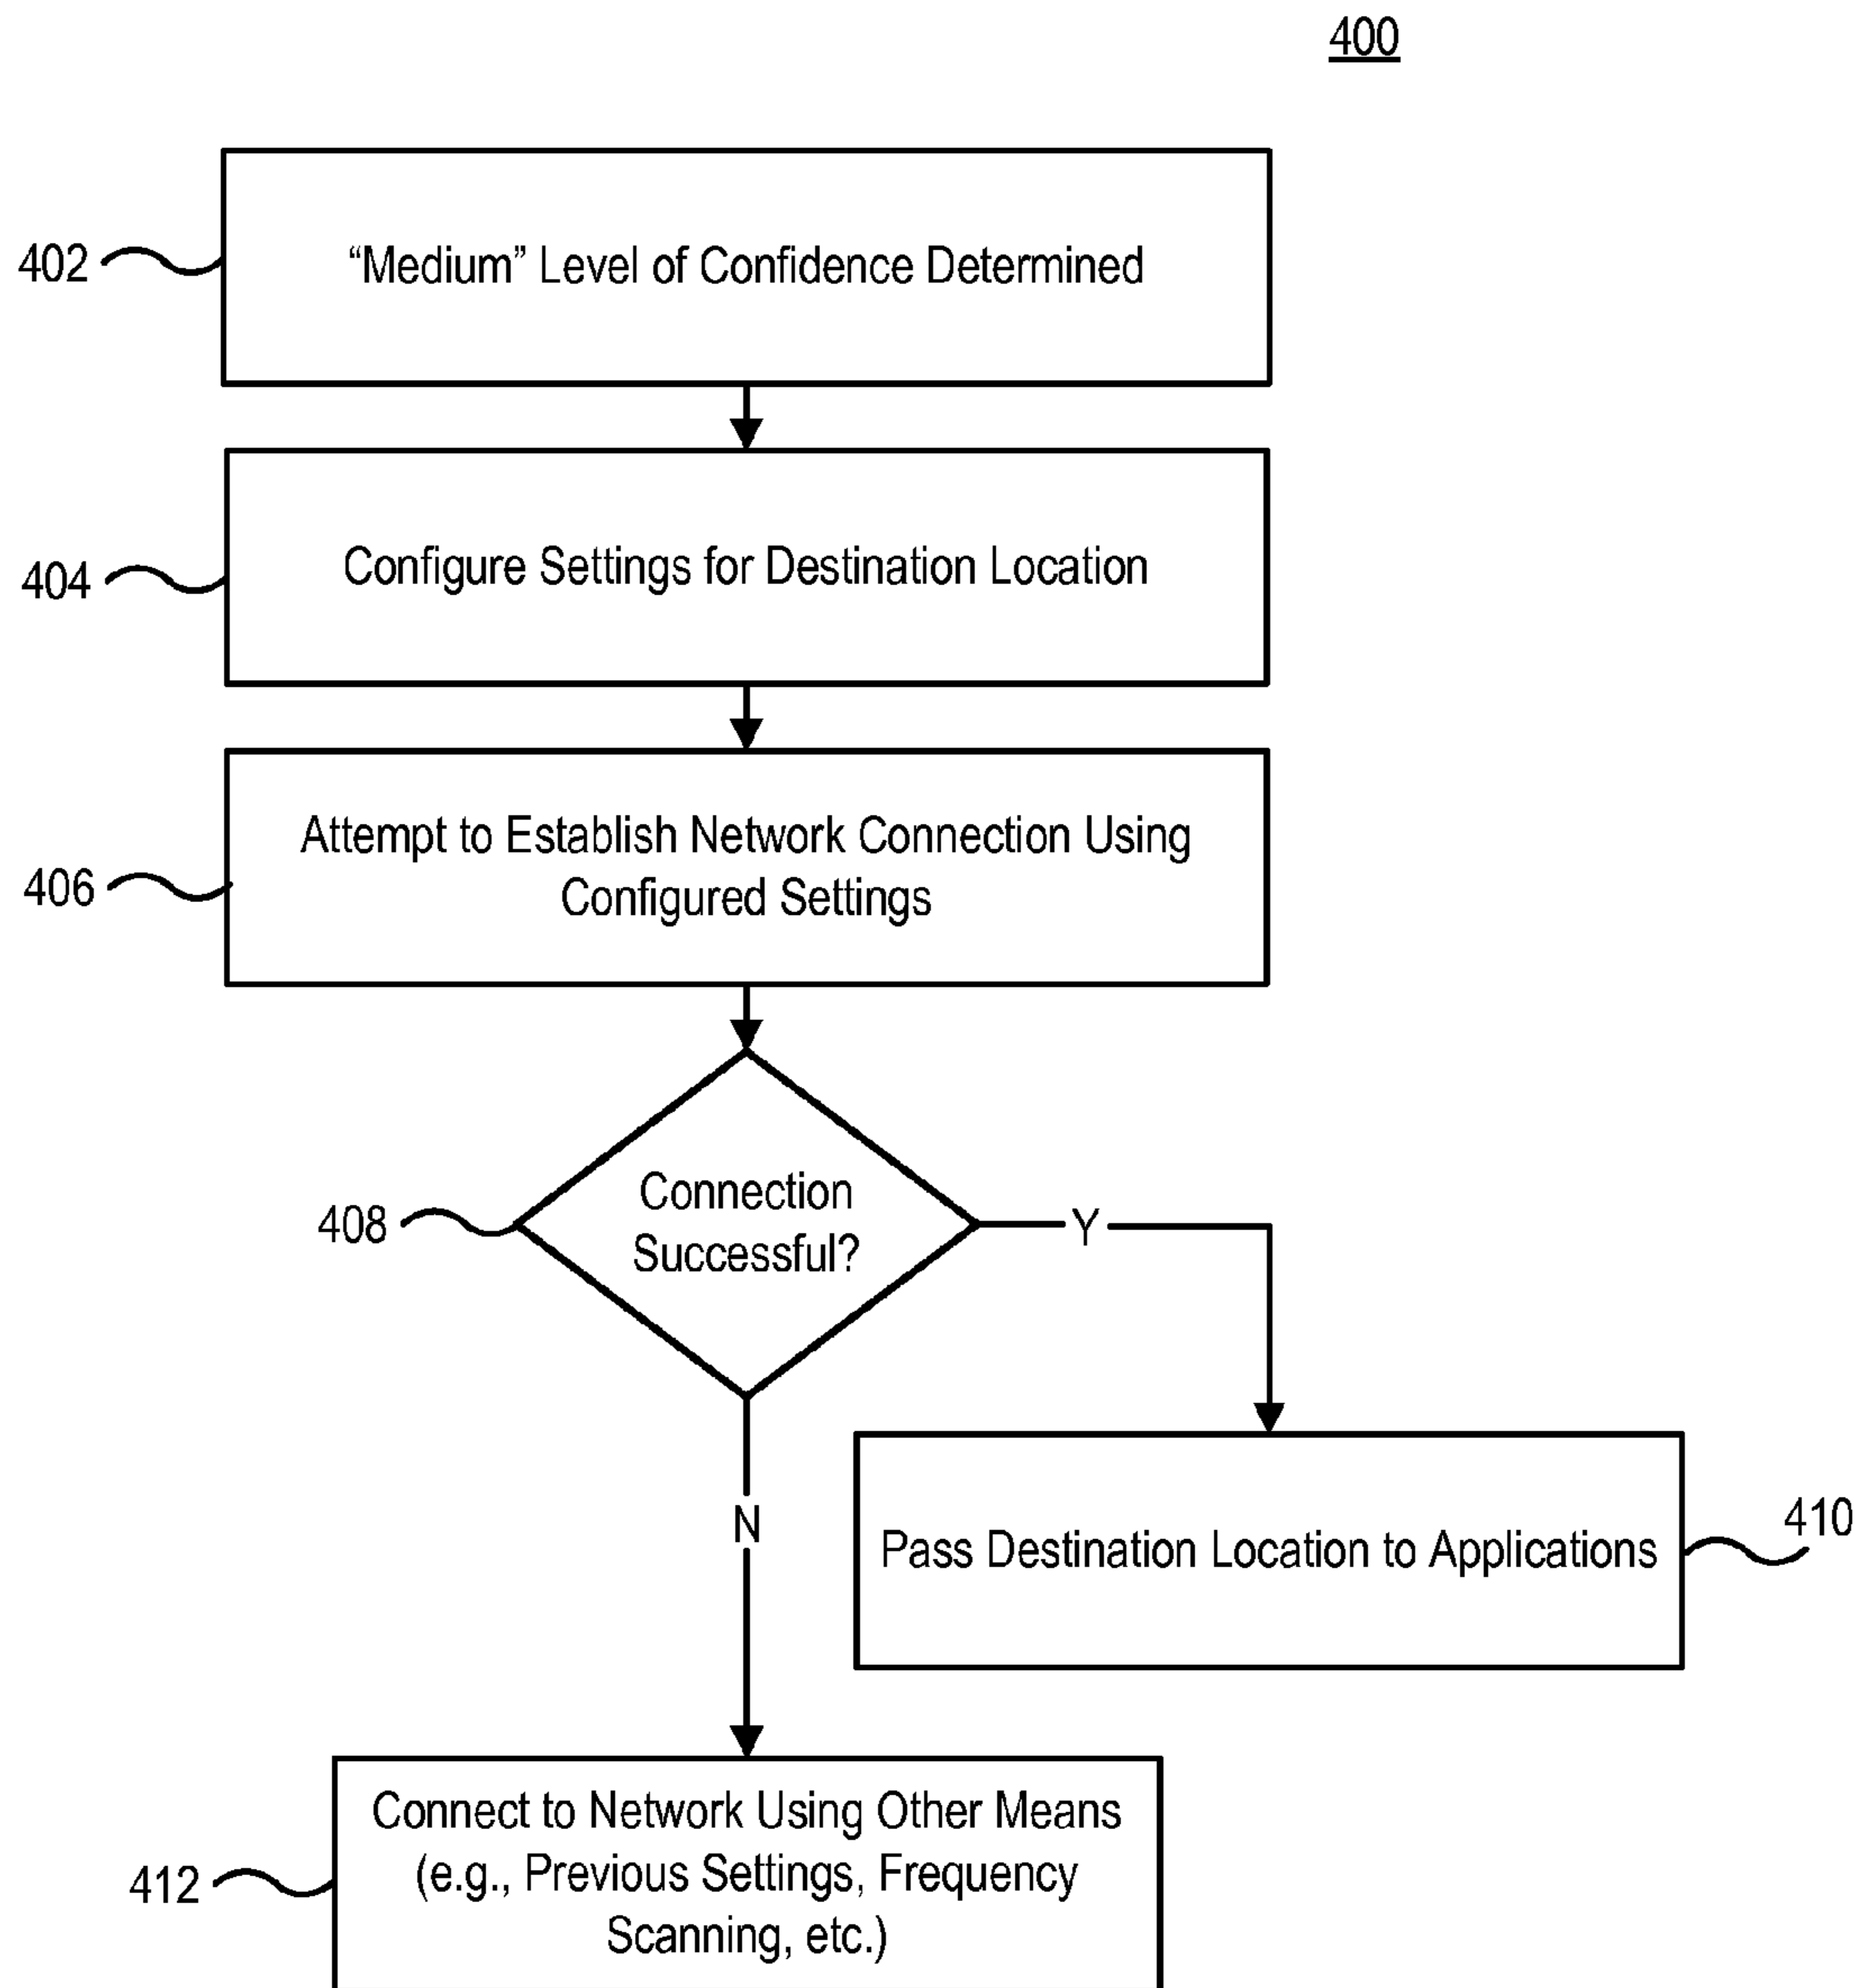 400
402
“Medium” Level of Confidence Determined
404
Configure Settings for Destination Location
406
Attempt to Establish Network Connection Using
Configured Settings
408
Connection
Successful?
Y
N
410
Pass Destination Location to Applications
412
Connect to Network Using Other Means
(e.g., Previous Settings, Frequency
Scanning, etc.)